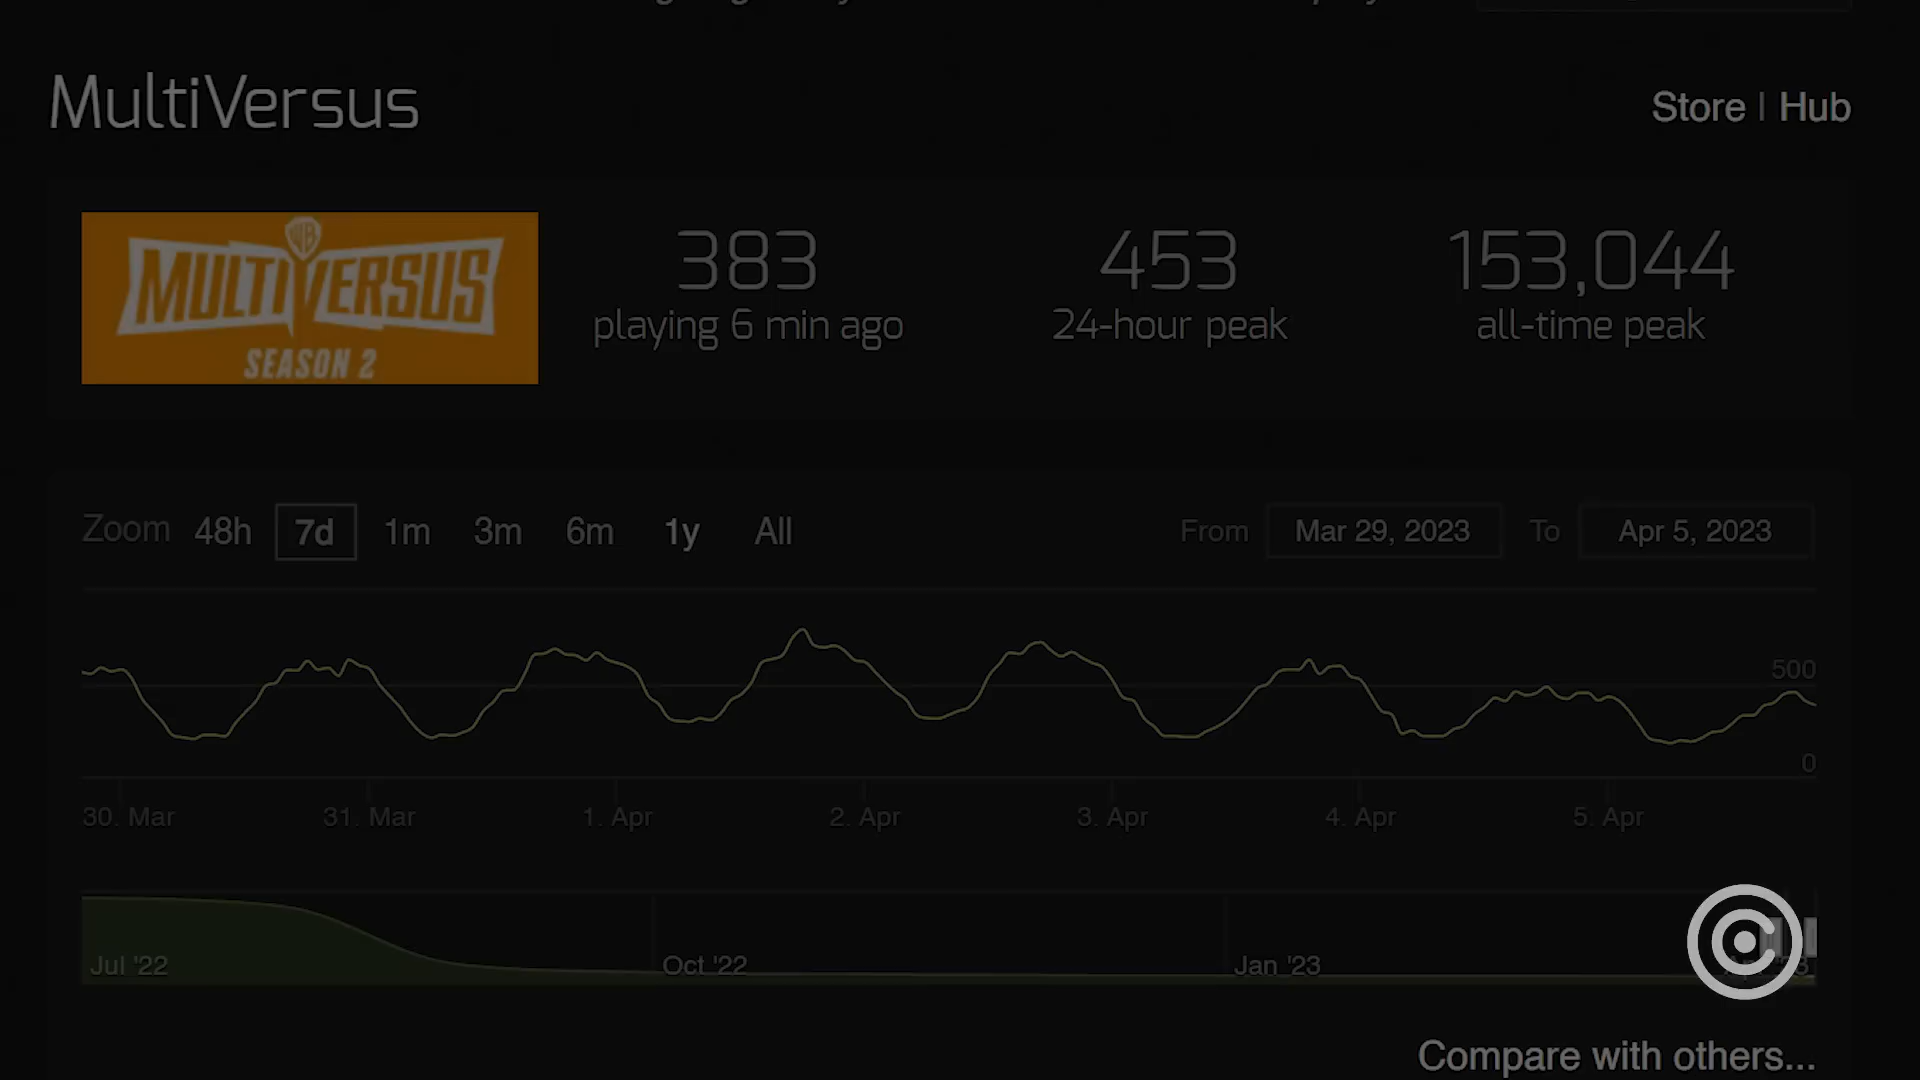 MultiVersus
Store | Hub
WB
MULTIVERSUS
SEASON 2
383
playing 6 min ago
453
24-hour peak
153,044
all-time peak
Zoom 48h 7d 1m 3m 6m 1y All
From Mar 29, 2023 To Apr 5, 2023
500
0
30. Mar 31. Mar 1. Apr 2. Apr 3. Apr 4. Apr 5. Apr
Jul '22 Oct '22 Jan '23
Compare with others...